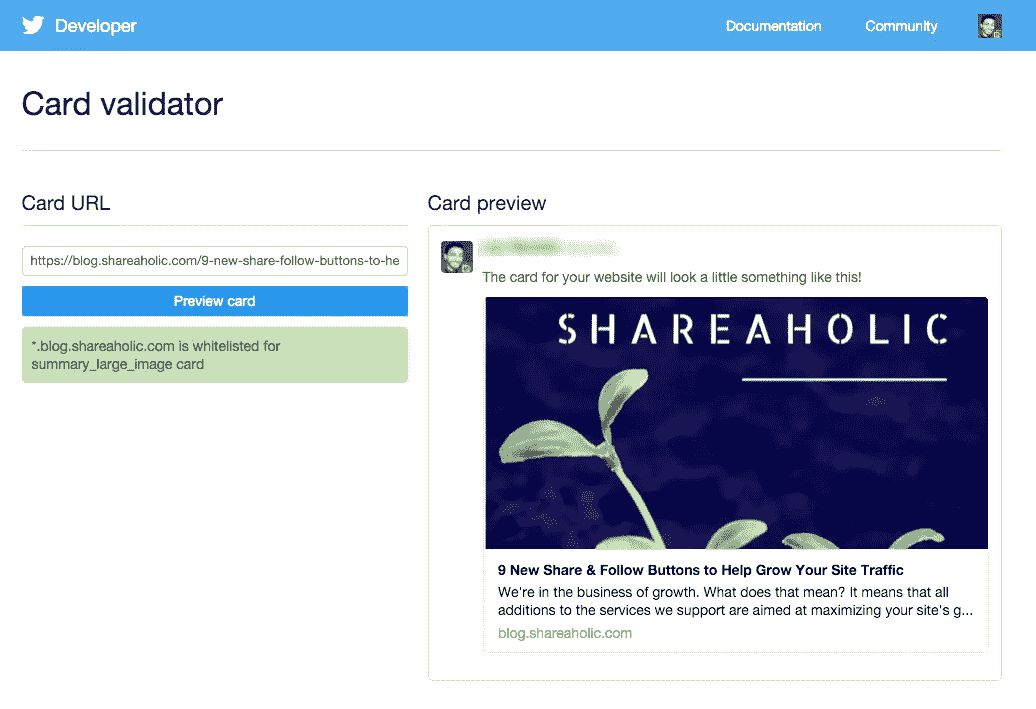 Developer
Documentation
Community
Card validator
Card URL
Card preview
https://blog.shareaholic.com/9-new-share-follow-buttons-to-he
Preview card
*.blog.shareaholic.com is whitelisted for
summary_large_image card
The card for your website will look a little something like this!
SHAREAHOLIC
9 New Share & Follow Buttons to Help Grow Your Site Traffic
We're in the business of growth. What does that mean? It means that all
additions to the services we support are aimed at maximizing your site's g...
blog.shareaholic.com